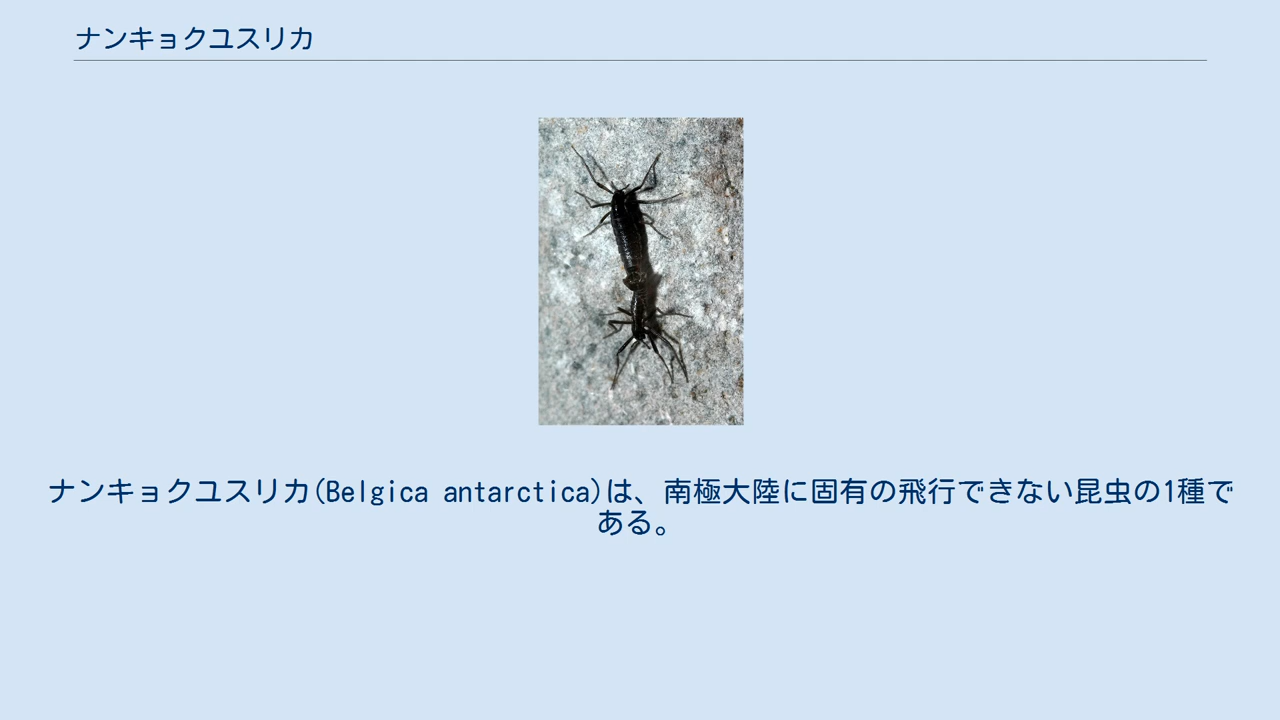 ナンキョクユスリカ
ナンキョクユスリカ(Belgica antarctica)は、南極大陸に固有の飛行できない昆虫の1種で
ある。